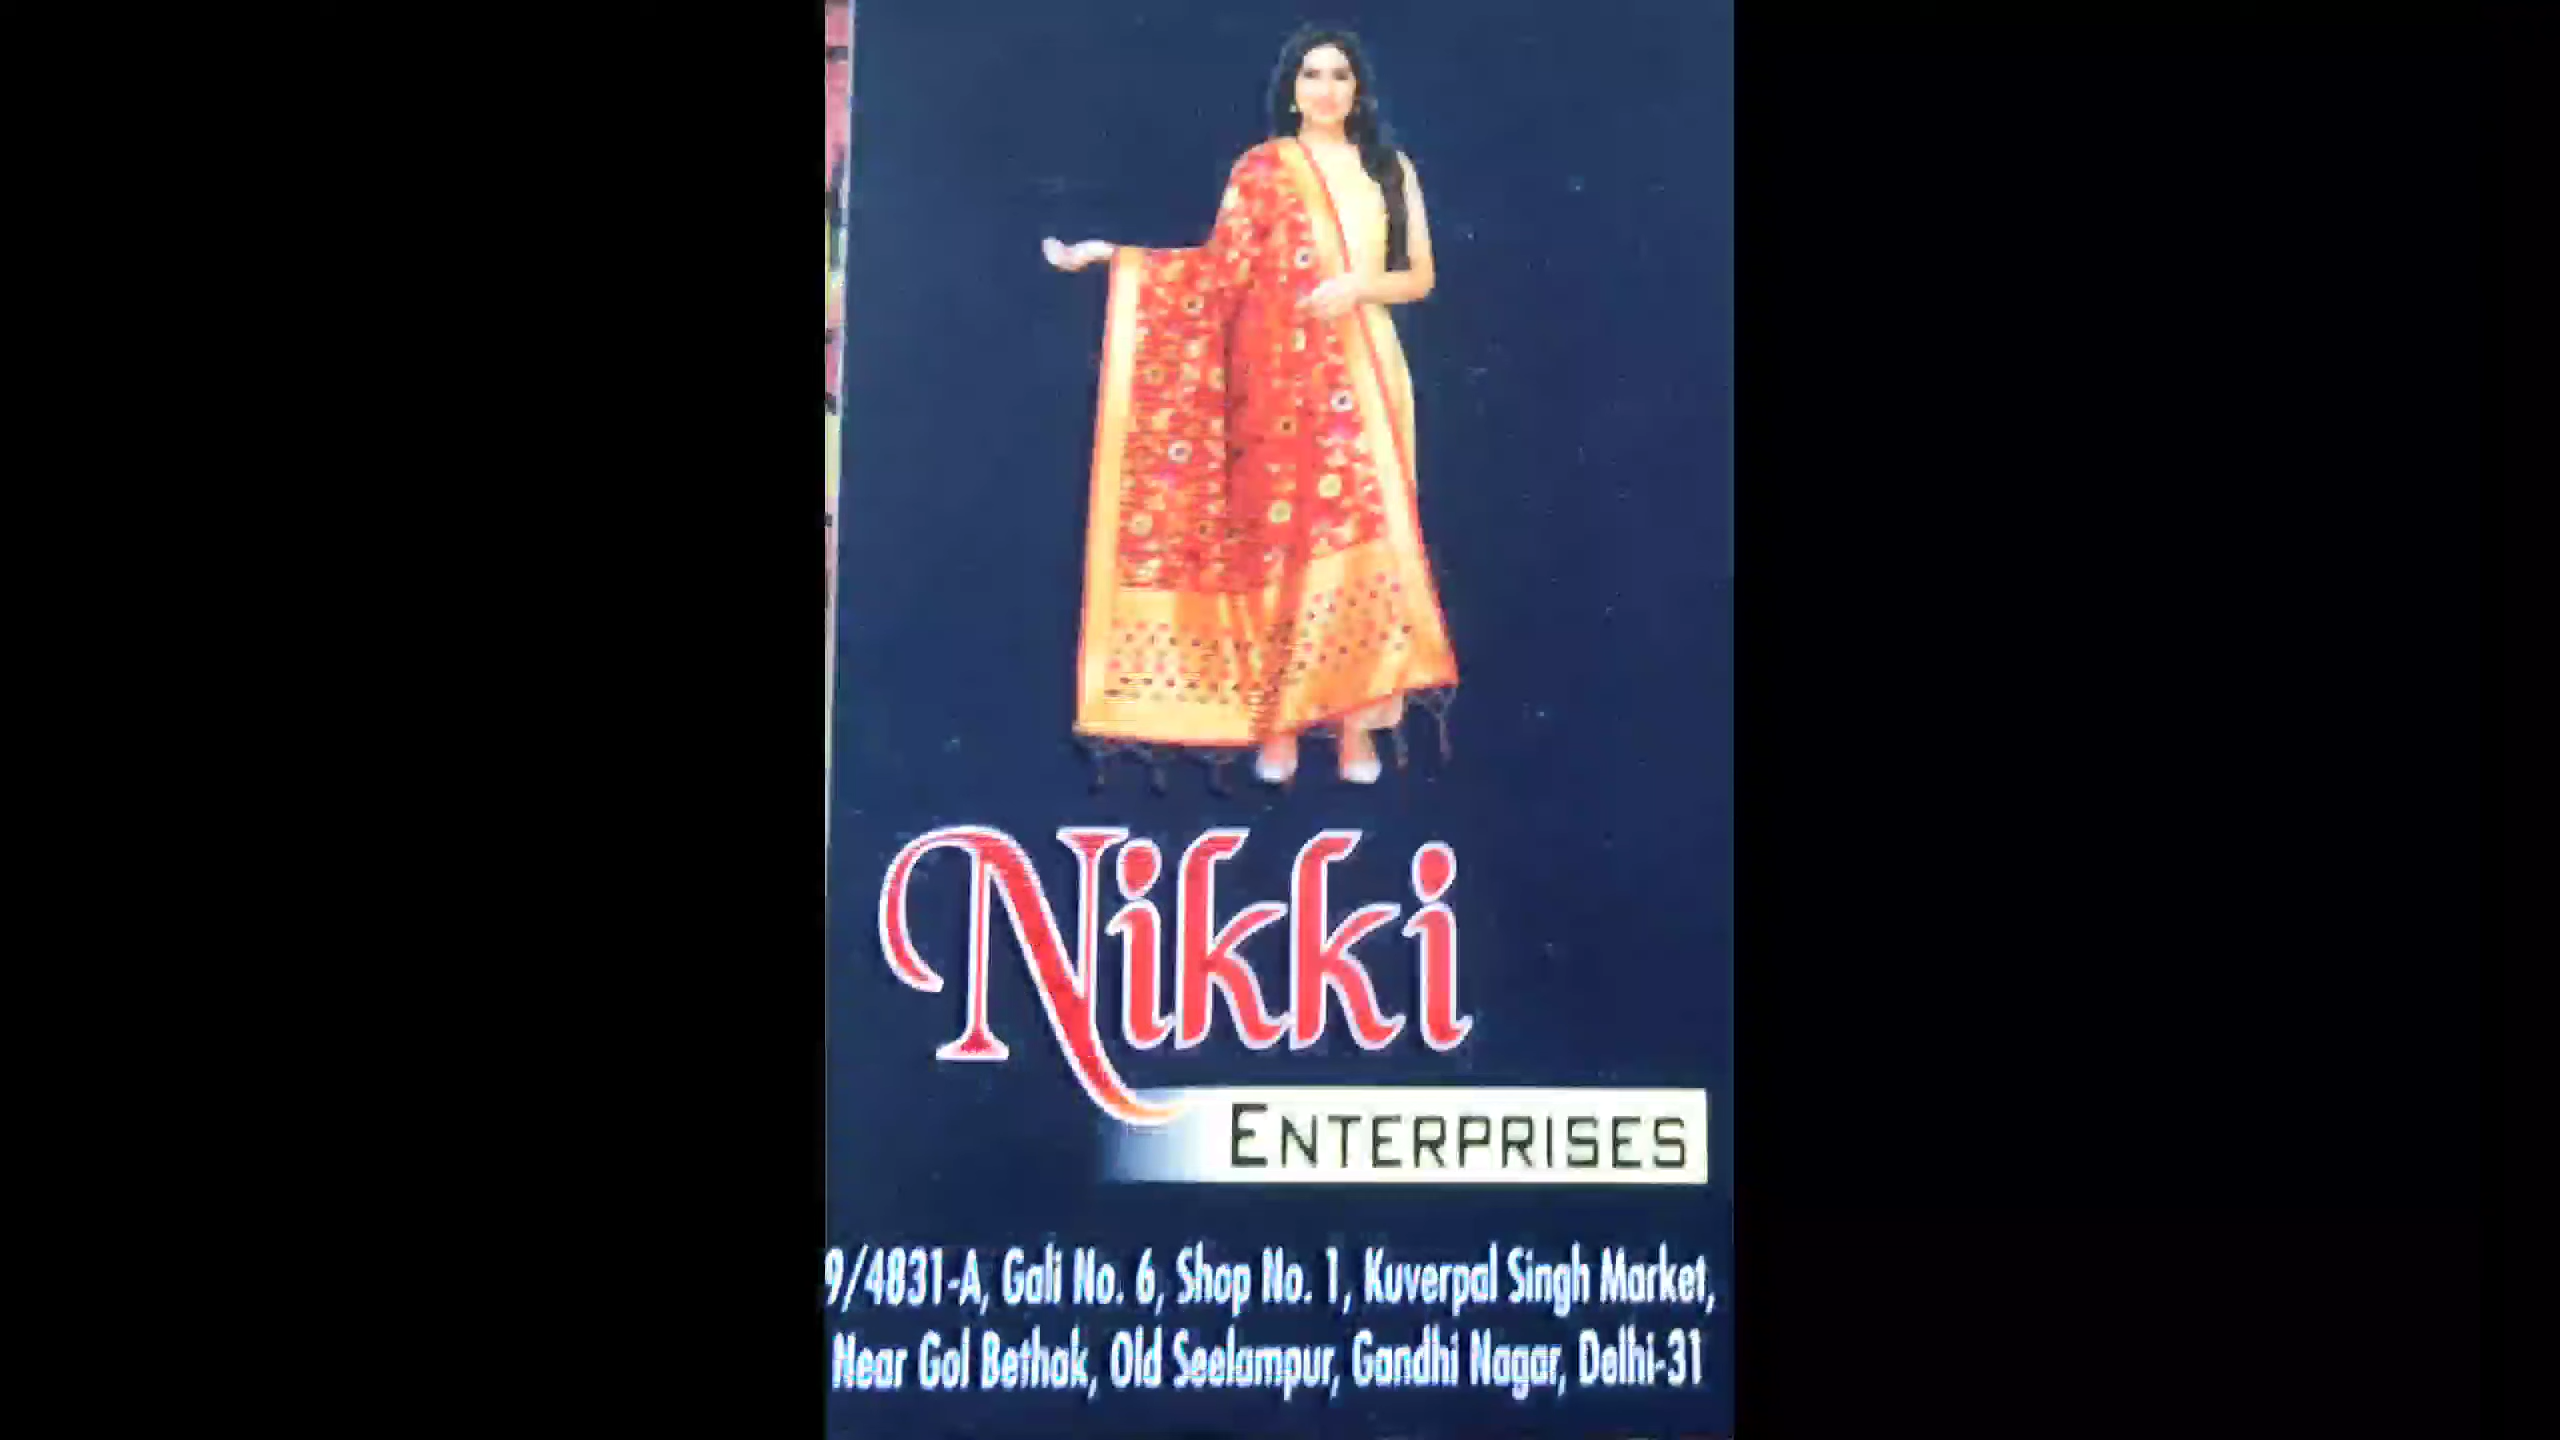 Nikki
ENTERPRISES
9/4831-A, Gali No. 6, Shop No. 1, Kuverpal Singh Market,
Near Gol Bethak, Old Seelampur, Gandhi Nagar, Delhi-31